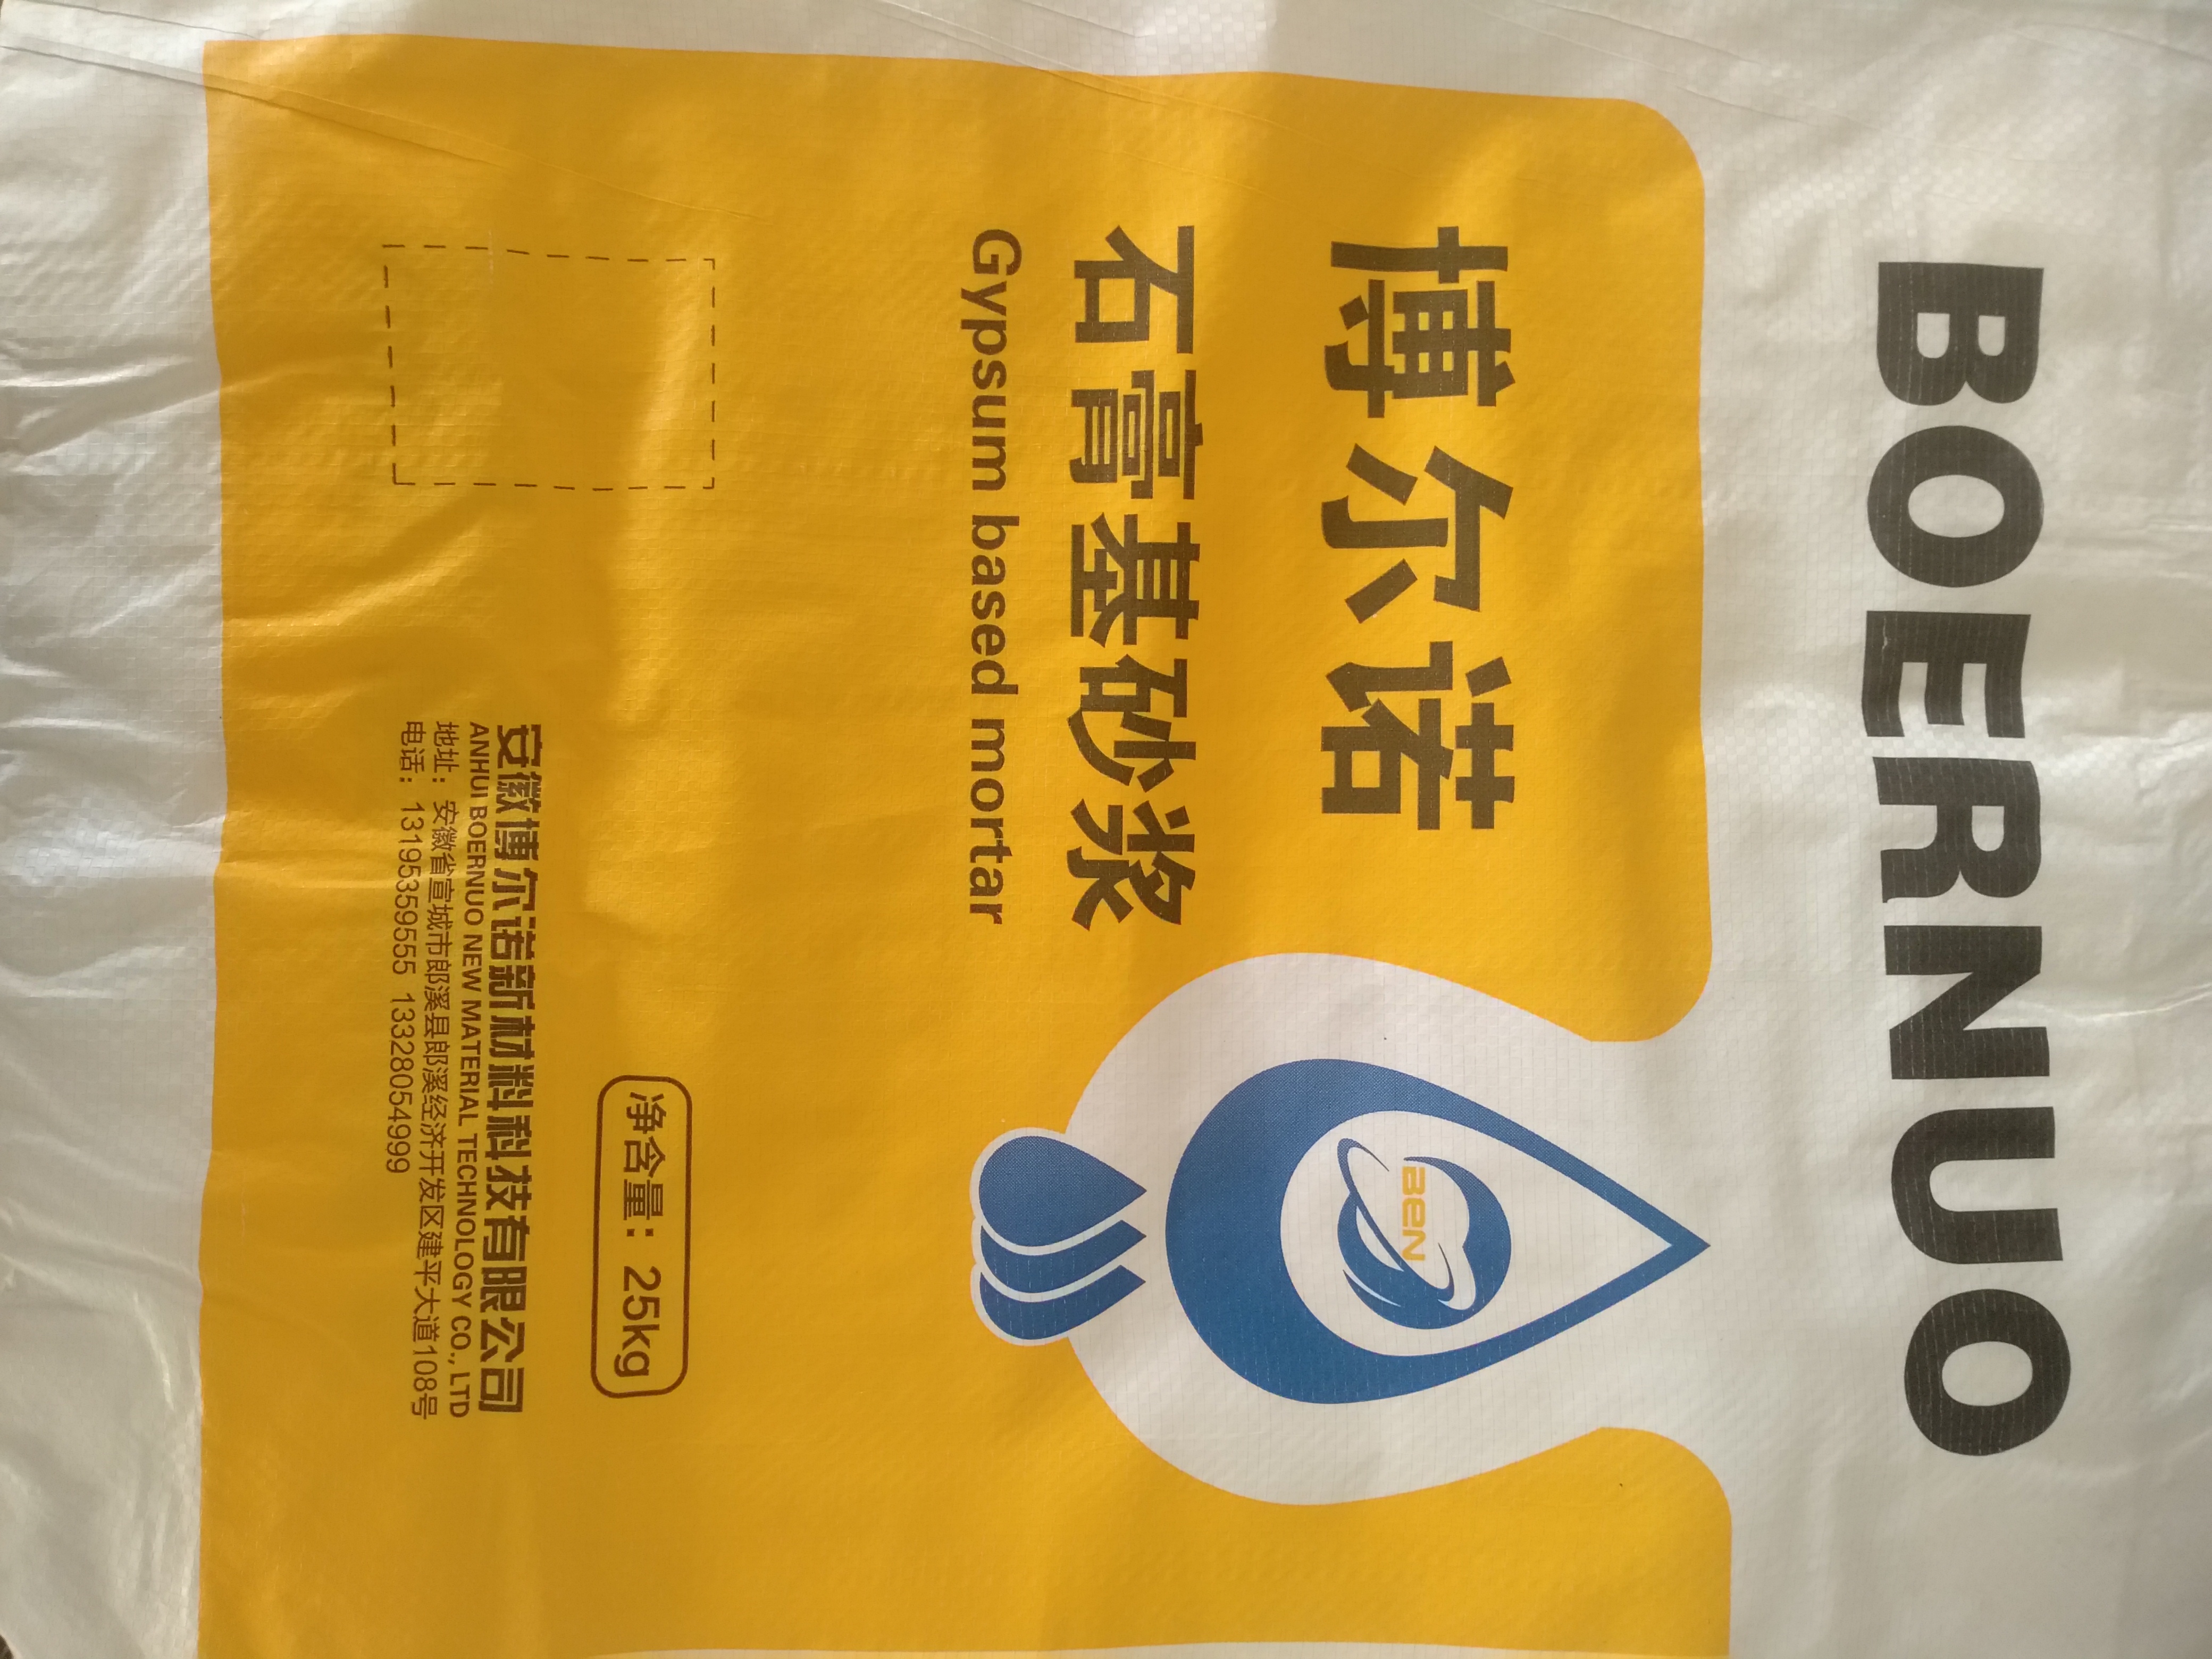 BOERNUO
博尔诺
石膏基砂浆
Gypsum based mortar
BEN
净含量：25kg
安徽博尔诺新材料科技有限公司
ANHUI BOERNUO NEW MATERIAL TECHNOLOGY CO., LTD
地址：安徽省宣城市郎溪县郎溪经济开发区建平大道108号
电话：13195359555 13328054999